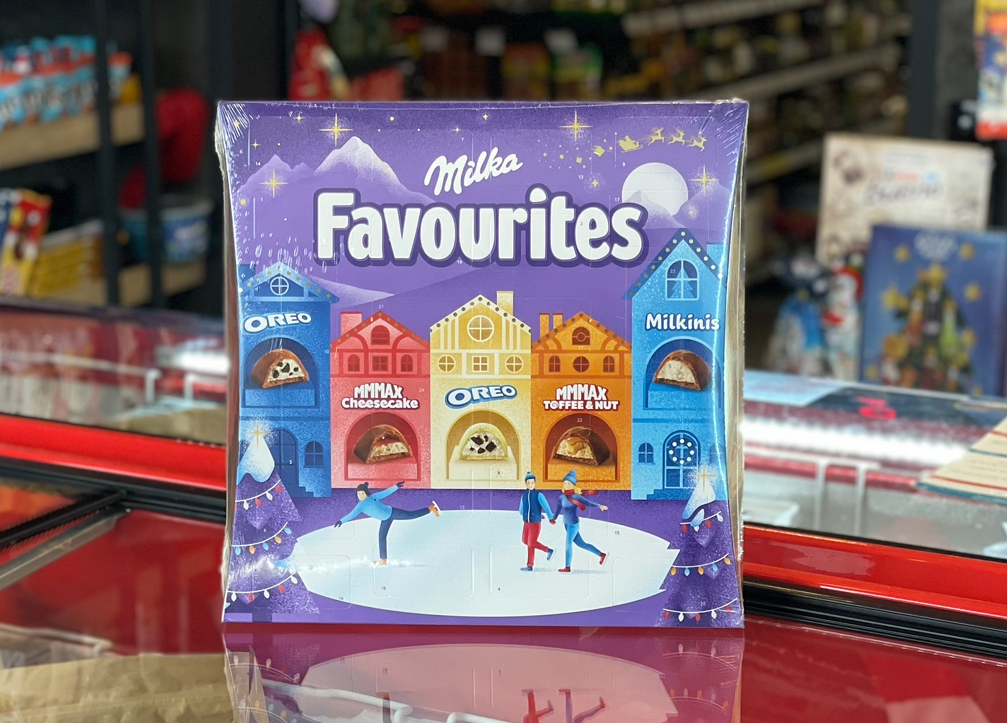 Milka
Favourites
OREO
Milkinis
MMMAX
Cheesecake
OREO
MMMAX
TOFFEE & NUT